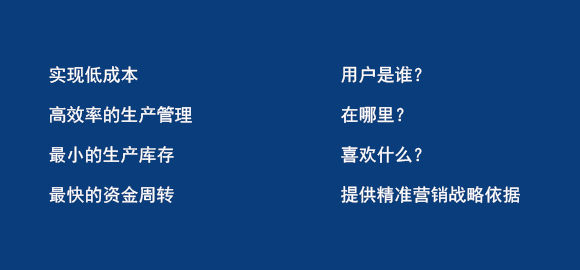 实现低成本
高效率的生产管理
最小的生产库存
最快的资金周转
用户是谁？
在哪里？
喜欢什么？
提供精准营销战略依据